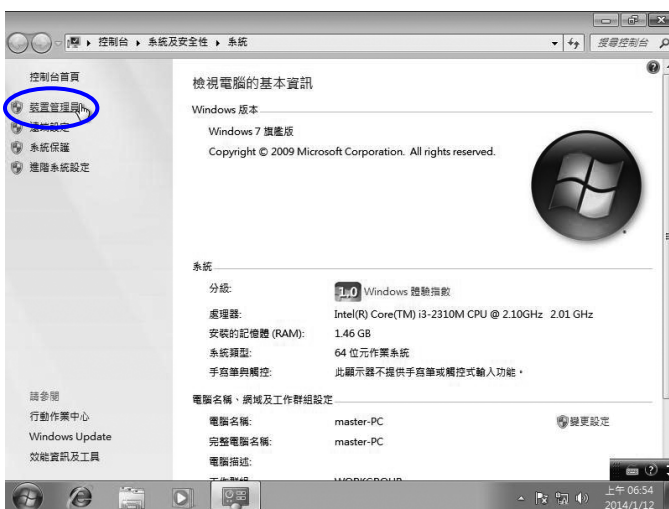 控制台 ▸ 系統及安全性 ▸ 系統
搜尋控制台
控制台首頁
裝置管理員
遠端設定
系統保護
進階系統設定
請參閱
行動作業中心
Windows Update
效能資訊及工具
檢視電腦的基本資訊
Windows 版本
Windows 7 旗艦版
Copyright © 2009 Microsoft Corporation. All rights reserved.
系統
分級: 1.0 Windows 體驗指數
處理器: Intel(R) Core(TM) i3-2310M CPU @ 2.10GHz 2.01 GHz
安裝的記憶體 (RAM): 1.46 GB
系統類型: 64 位元作業系統
手寫筆與觸控: 此顯示器不提供手寫筆或觸控式輸入功能。
電腦名稱、網域及工作群組設定
電腦名稱: master-PC 變更設定
完整電腦名稱: master-PC
電腦描述:
工作群組: WORKGROUP
上午 06:54
2014/1/12